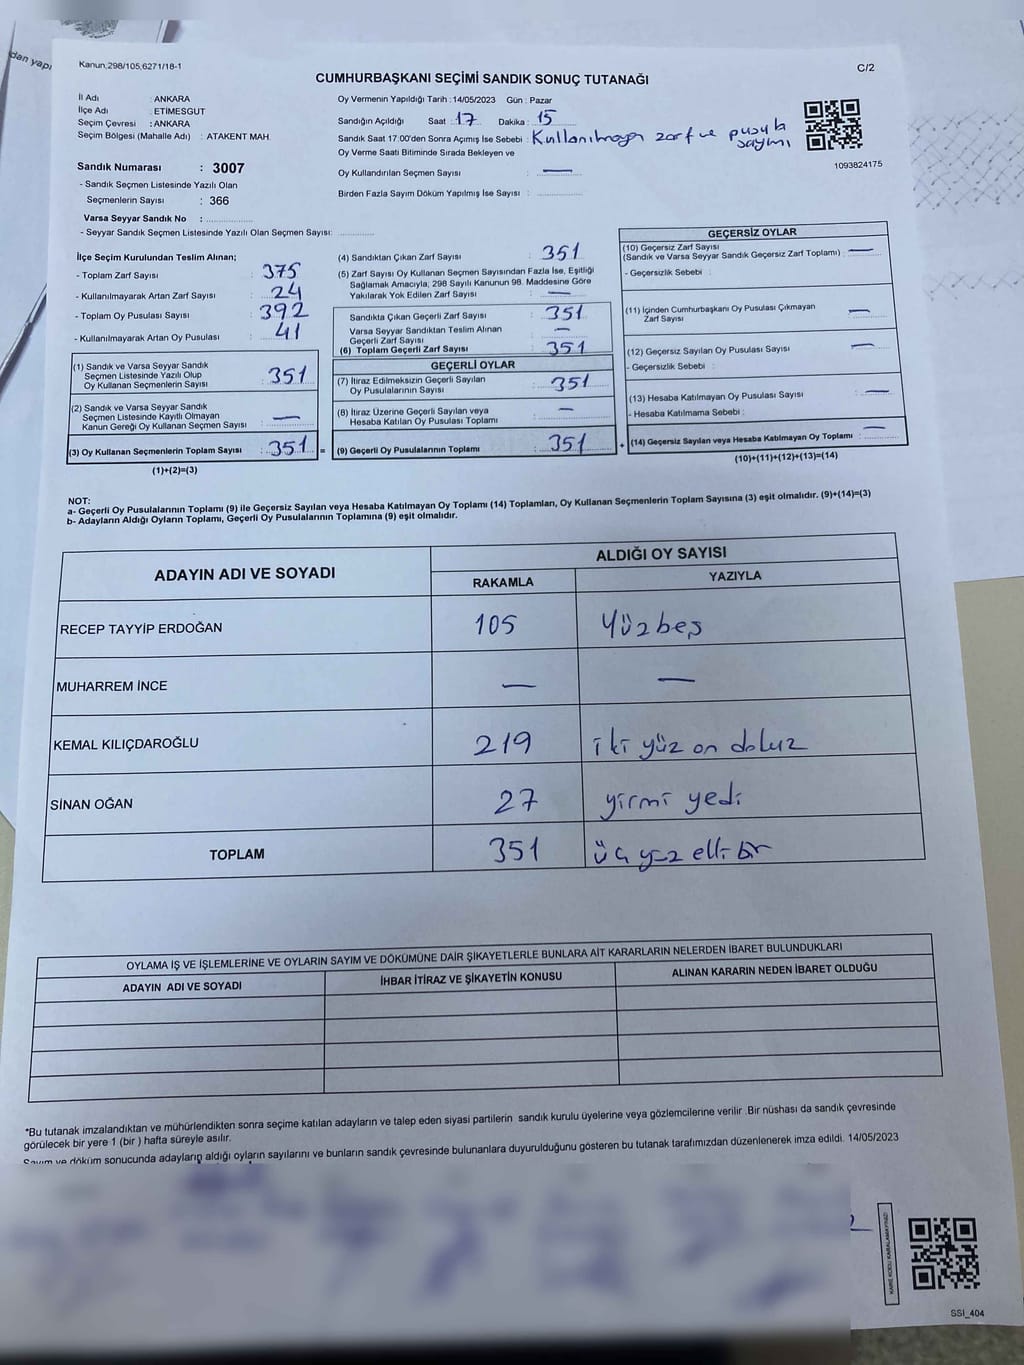 dan yapı
Kanun,298/105,6271/18-1
C/2
CUMHURBAŞKANI SEÇİMİ SANDIK SONUÇ TUTANAĞI
İl Adı : ANKARA
İlçe Adı : ETİMESGUT
Seçim Çevresi : ANKARA
Seçim Bölgesi (Mahalle Adı) : ATAKENT MAH.
Sandık Numarası : 3007
- Sandık Seçmen Listesinde Yazılı Olan
Seçmenlerin Sayısı : 366
Varsa Seyyar Sandık No :
- Seyyar Sandık Seçmen Listesinde Yazılı Olan Seçmen Sayısı:
Oy Vermenin Yapıldığı Tarih : 14/05/2023 Gün : Pazar
Sandığın Açıldığı Saat : 17 Dakika : 15
Sandık Saat 17:00'den Sonra Açımış İse Sebebi : Kullanılmayan zarf ve pusula
sayımı
Oy Verme Saati Bitiminde Sırada Bekleyen ve
Oy Kullandırılan Seçmen Sayısı : —
Birden Fazla Sayım Döküm Yapılmış İse Sayısı :
1093824175
İlçe Seçim Kurulundan Teslim Alınan;
- Toplam Zarf Sayısı : 375
- Kullanılmayarak Artan Zarf Sayısı : 24
- Toplam Oy Pusulası Sayısı : 392
- Kullanılmayarak Artan Oy Pusulası : 41
(1) Sandık ve Varsa Seyyar Sandık
Seçmen Listesinde Yazılı Olup
Oy Kullanan Seçmenlerin Sayısı : 351
(2) Sandık ve Varsa Seyyar Sandık
Seçmen Listesinde Kayıtlı Olmayan
Kanun Gereği Oy Kullanan Seçmen Sayısı : —
(3) Oy Kullanan Seçmenlerin Toplam Sayısı : 351 =
(1)+(2)=(3)
(4) Sandıktan Çıkan Zarf Sayısı : 351
(5) Zarf Sayısı Oy Kullanan Seçmen Sayısından Fazla İse, Eşitliği
Sağlamak Amacıyla; 298 Sayılı Kanunun 98. Maddesine Göre
Yakılarak Yok Edilen Zarf Sayısı : —
Sandıkta Çıkan Geçerli Zarf Sayısı : 351
Varsa Seyyar Sandıktan Teslim Alınan
Geçerli Zarf Sayısı : —
(6) Toplam Geçerli Zarf Sayısı : 351
GEÇERLİ OYLAR
(7) İtiraz Edilmeksizin Geçerli Sayılan
Oy Pusulalarının Sayısı : 351
(8) İtiraz Üzerine Geçerli Sayılan veya
Hesaba Katılan Oy Pusulası Toplamı : —
(9) Geçerli Oy Pusulalarının Toplamı : 351 +
GEÇERSİZ OYLAR
(10) Geçersiz Zarf Sayısı
(Sandık ve Varsa Seyyar Sandık Geçersiz Zarf Toplamı) : —
- Geçersizlik Sebebi :
(11) İçinden Cumhurbaşkanı Oy Pusulası Çıkmayan
Zarf Sayısı : —
(12) Geçersiz Sayılan Oy Pusulası Sayısı : —
- Geçersizlik Sebebi :
(13) Hesaba Katılmayan Oy Pusulası Sayısı : —
- Hesaba Katılmama Sebebi :
(14) Geçersiz Sayılan veya Hesaba Katılmayan Oy Toplamı : —
(10)+(11)+(12)+(13)=(14)
NOT:
a- Geçerli Oy Pusulalarının Toplamı (9) ile Geçersiz Sayılan veya Hesaba Katılmayan Oy Toplamı (14) Toplamları, Oy Kullanan Seçmenlerin Toplam Sayısına (3) eşit olmalıdır. (9)+(14)=(3)
b- Adayların Aldığı Oyların Toplamı, Geçerli Oy Pusulalarının Toplamına (9) eşit olmalıdır.
ADAYIN ADI VE SOYADI
ALDIĞI OY SAYISI
RAKAMLA YAZIYLA
RECEP TAYYİP ERDOĞAN 105 Yüzbeş
MUHARREM İNCE — —
KEMAL KILIÇDAROĞLU 219 iki yüz on dokuz
SİNAN OĞAN 27 yirmi yedi
TOPLAM 351 üç yüz elli bir
OYLAMA İŞ VE İŞLEMLERİNE VE OYLARIN SAYIM VE DÖKÜMÜNE DAİR ŞİKAYETLERLE BUNLARA AİT KARARLARIN NELERDEN İBARET BULUNDUKLARI
ADAYIN ADI VE SOYADI İHBAR İTİRAZ VE ŞİKAYETİN KONUSU ALINAN KARARIN NEDEN İBARET OLDUĞU
*Bu tutanak imzalandıktan ve mühürlendikten sonra seçime katılan adayların ve talep eden siyasi partilerin sandık kurulu üyelerine veya gözlemcilerine verilir .Bir nüshası da sandık çevresinde
görülecek bir yere 1 (bir ) hafta süreyle asılır.
Sayım ve döküm sonucunda adayların aldığı oyların sayılarını ve bunların sandık çevresinde bulunanlara duyurulduğunu gösteren bu tutanak tarafımızdan düzenlenerek imza edildi. 14/05/2023
KARE KODU KARALAMAYINIZ!
SSİ_404